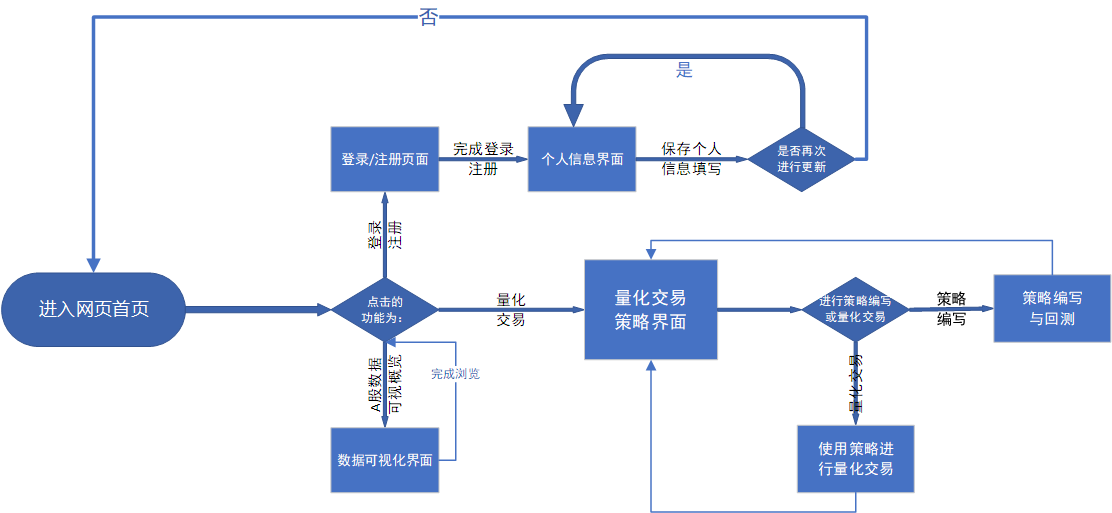 否
是
登录/注册页面
完成登录
注册
个人信息界面
保存个人
信息填写
是否再次
进行更新
登录
注册
进入网页首页
点击的
功能为：
量化
交易
量化交易
策略界面
进行策略编写
或量化交易
策略
编写
策略编写
与回测
A股数据
可视概览
完成浏览
量化交易
数据可视化界面
使用策略进
行量化交易